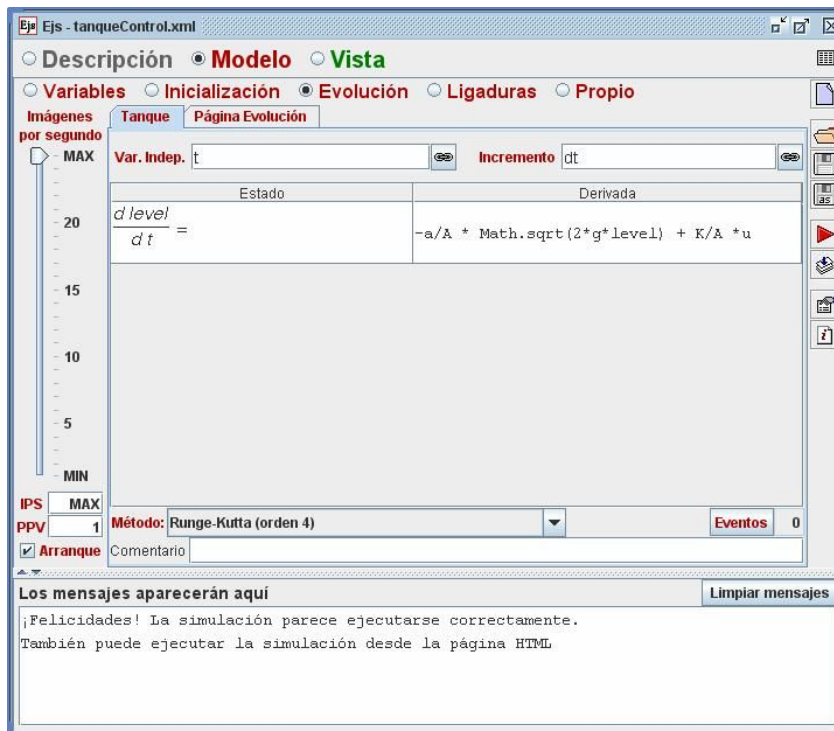 Ejs Ejs - tanqueControl.xml
Descripción Modelo Vista
Variables Inicialización Evolución Ligaduras Propio
Imágenes
por segundo
MAX
20
15
10
5
MIN
IPS MAX
PPV 1
Arranque
Tanque Página Evolución
Var. Indep. t Incremento dt
Estado Derivada
d level
d t
=
-a/A * Math.sqrt(2*g*level) + K/A *u
Método: Runge-Kutta (orden 4) Eventos 0
Comentario
as
i
Los mensajes aparecerán aquí Limpiar mensajes
¡Felicidades! La simulación parece ejecutarse correctamente.
También puede ejecutar la simulación desde la página HTML